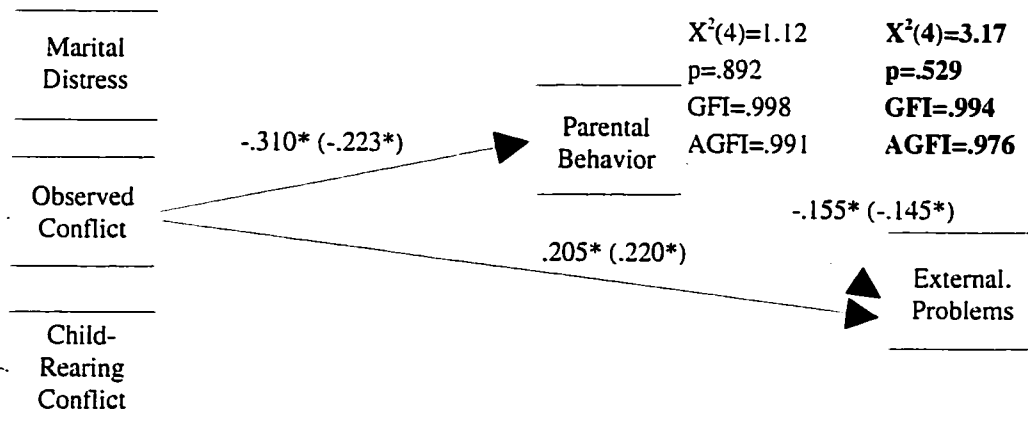 Marital
Distress
X²(4)=1.12
p=.892
GFI=.998
AGFI=.991
X²(4)=3.17
p=.529
GFI=.994
AGFI=.976
-.310* (-.223*)
Parental
Behavior
Observed
Conflict
-.155* (-.145*)
.205* (.220*)
External.
Problems
Child-
Rearing
Conflict